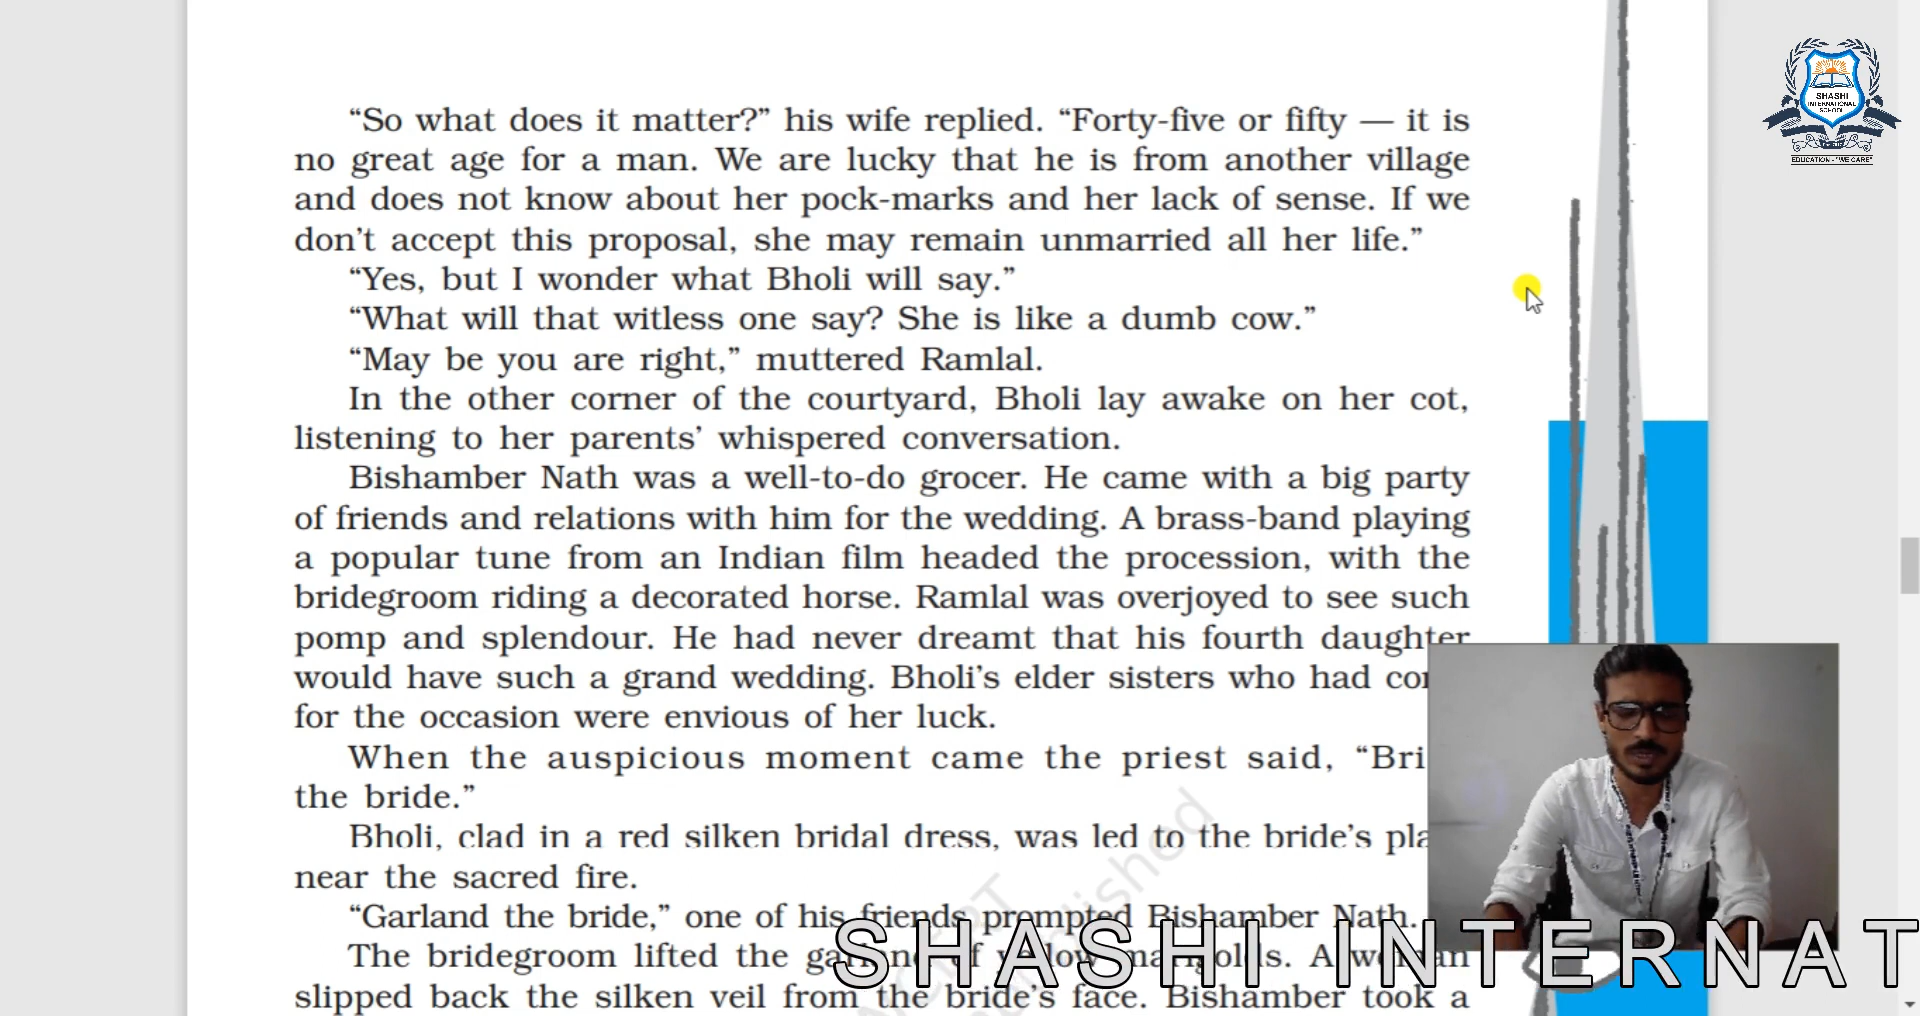 “So what does it matter?” his wife replied. “Forty-five or fifty — it is
no great age for a man. We are lucky that he is from another village
and does not know about her pock-marks and her lack of sense. If we
don’t accept this proposal, she may remain unmarried all her life.”
“Yes, but I wonder what Bholi will say.”
“What will that witless one say? She is like a dumb cow.”
“May be you are right,” muttered Ramlal.
In the other corner of the courtyard, Bholi lay awake on her cot,
listening to her parents’ whispered conversation.
Bishamber Nath was a well-to-do grocer. He came with a big party
of friends and relations with him for the wedding. A brass-band playing
a popular tune from an Indian film headed the procession, with the
bridegroom riding a decorated horse. Ramlal was overjoyed to see such
pomp and splendour. He had never dreamt that his fourth daughter
would have such a grand wedding. Bholi’s elder sisters who had
for the occasion were envious of her luck.
When the auspicious moment came the priest said,
the bride.”
Bholi, clad in a red silken bridal dress, was led to the bride’s
near the sacred fire.
“Garland the bride,” one of his friends prompted Bishamber Nath.
The bridegroom lifted the garland of yellow marigolds. A woman
slipped back the silken veil from the bride’s face. Bishamber took a
SHASHI
INTERNATIONAL
SCHOOL
EDUCATION - "WE CARE"
SHASHI INTERNAT